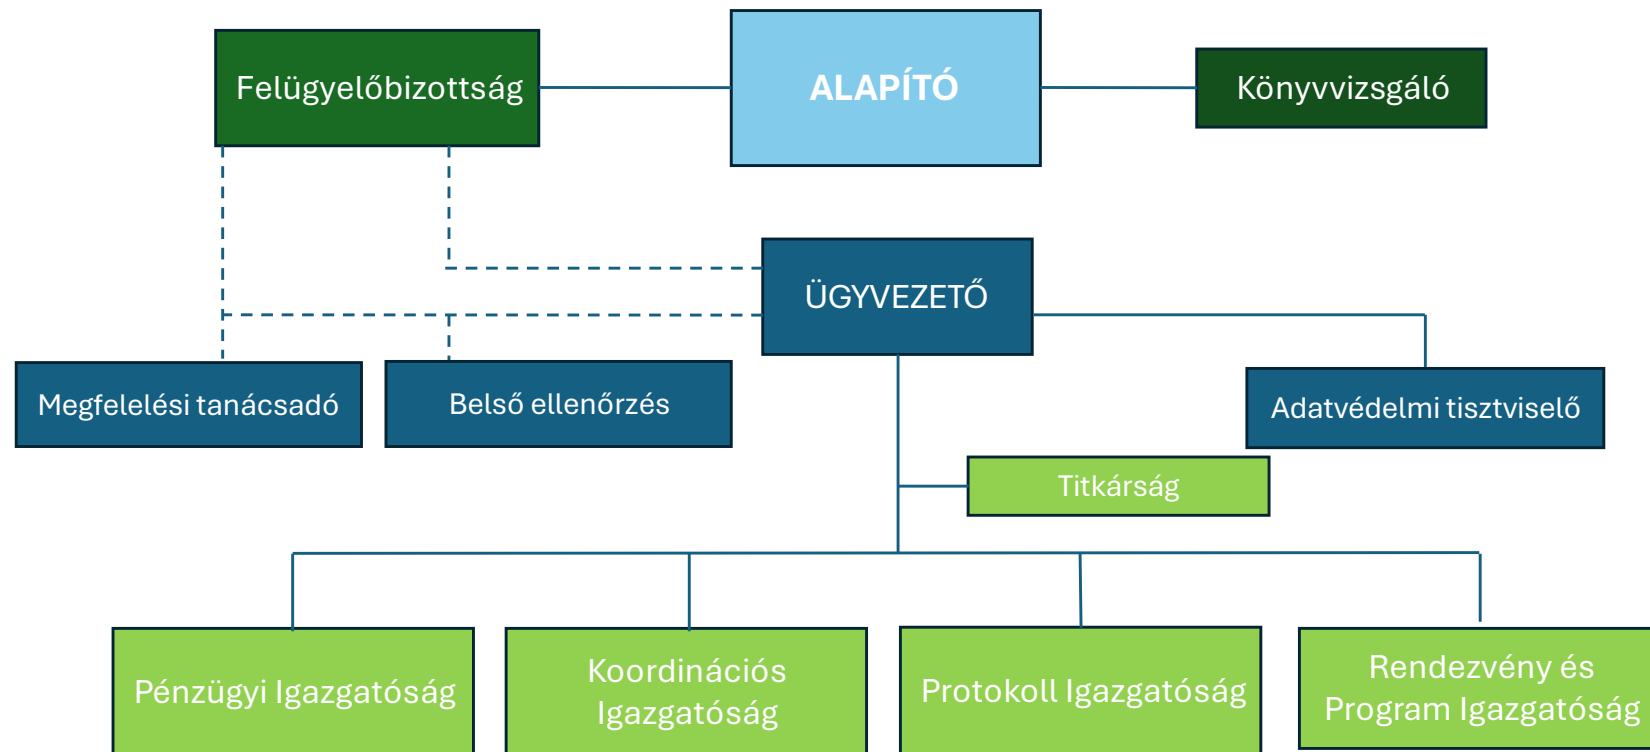 Felügyelőbizottság
ALAPÍTÓ
Könyvvizsgáló
ÜGYVEZETŐ
Megfelelési tanácsadó
Belső ellenőrzés
Adatvédelmi tisztviselő
Titkárság
Pénzügyi Igazgatóság
Koordinációs
Igazgatóság
Protokoll Igazgatóság
Rendezvény és
Program Igazgatóság